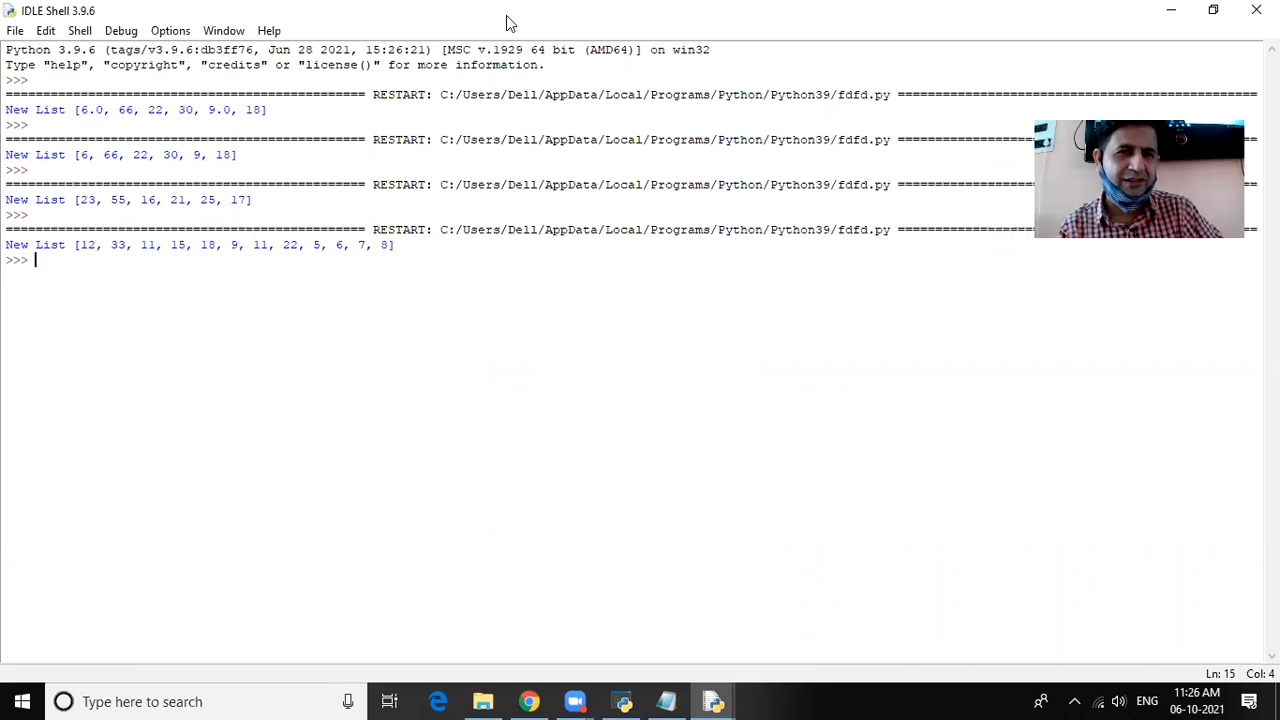 IDLE Shell 3.9.6
File Edit Shell Debug Options Window Help
Python 3.9.6 (tags/v3.9.6:db3ff76, Jun 28 2021, 15:26:21) [MSC v.1929 64 bit (AMD64)] on win32
Type "help", "copyright", "credits" or "license()" for more information.
>>>
================================================ RESTART: C:/Users/Dell/AppData/Local/Programs/Python/Python39/fdfd.py ================================================
New List [6.0, 66, 22, 30, 9.0, 18]
>>>
================================================ RESTART: C:/Users/Dell/AppData/Local/Programs/Python/Python39/fdfd.py ==================
New List [6, 66, 22, 30, 9, 18]
>>>
================================================ RESTART: C:/Users/Dell/AppData/Local/Programs/Python/Python39/fdfd.py ==================
New List [23, 55, 16, 21, 25, 17]
>>>
================================================ RESTART: C:/Users/Dell/AppData/Local/Programs/Python/Python39/fdfd.py ==================
New List [12, 33, 11, 15, 18, 9, 11, 22, 5, 6, 7, 8]
>>>
Ln: 15 Col: 4
Type here to search
ENG
11:26 AM
06-10-2021